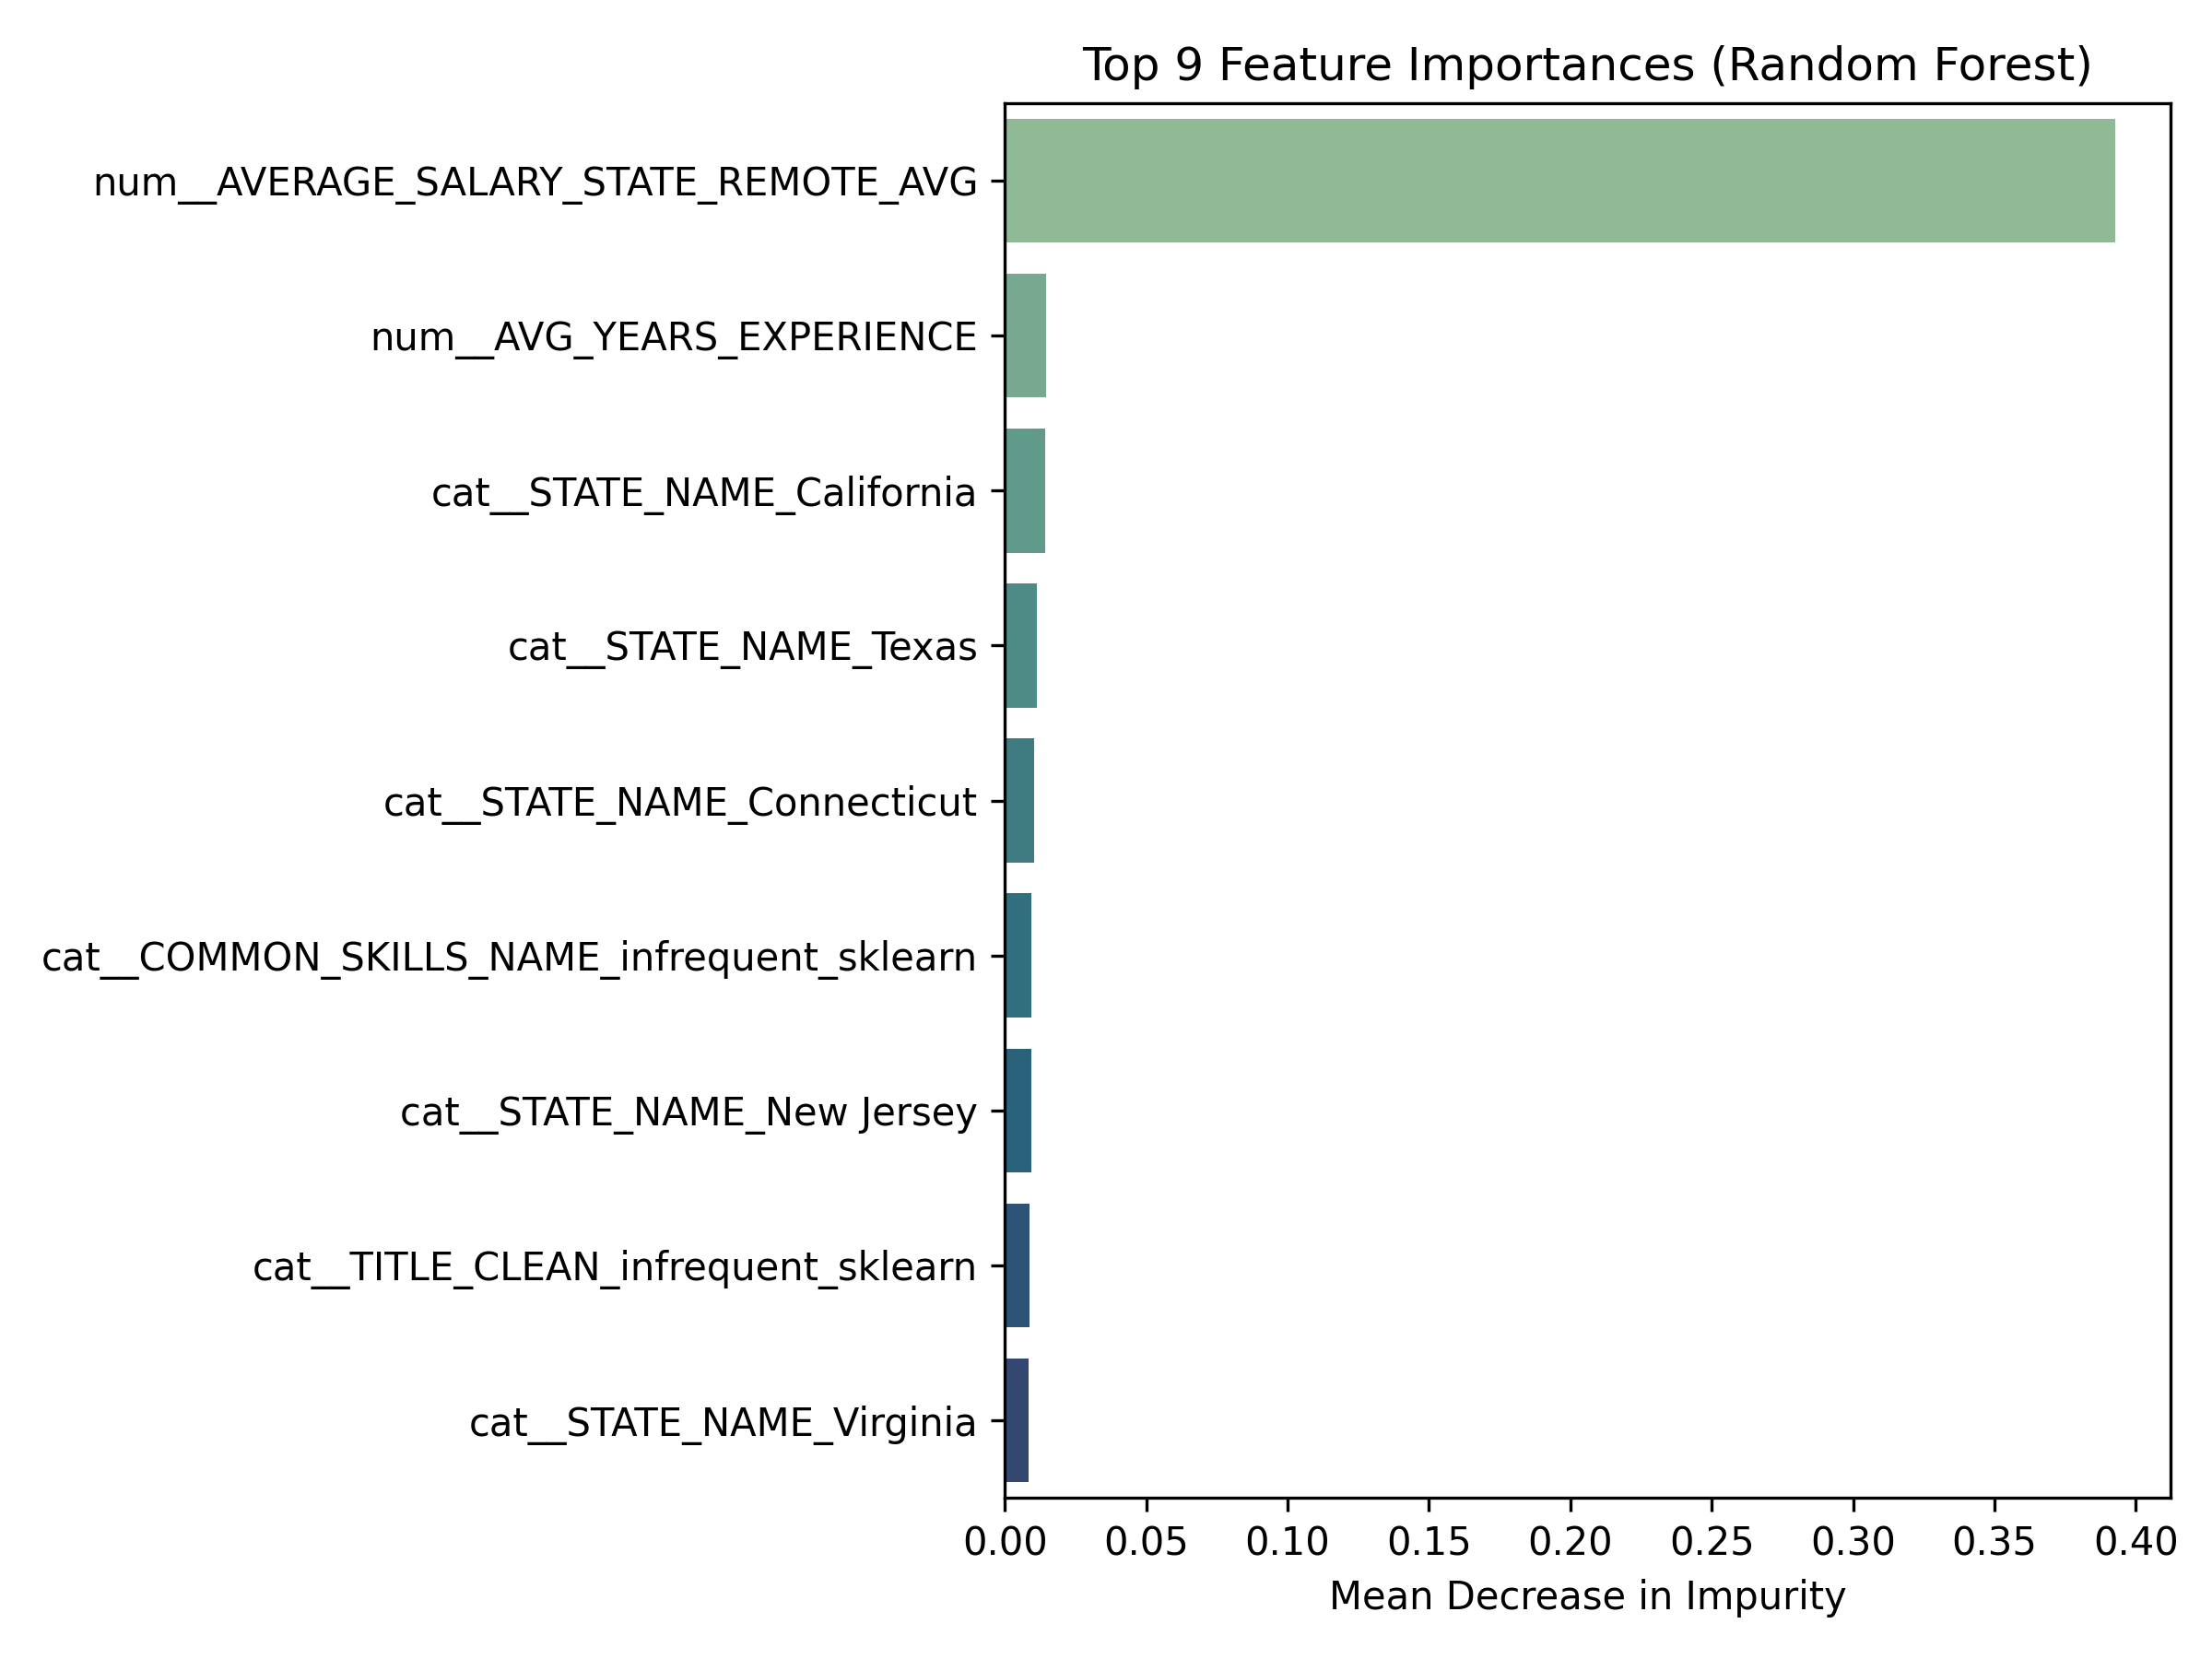 Top 9 Feature Importances (Random Forest)
num__AVERAGE_SALARY_STATE_REMOTE_AVG
num__AVG_YEARS_EXPERIENCE
cat__STATE_NAME_California
cat__STATE_NAME_Texas
cat__STATE_NAME_Connecticut
cat__COMMON_SKILLS_NAME_infrequent_sklearn
cat__STATE_NAME_New Jersey
cat__TITLE_CLEAN_infrequent_sklearn
cat__STATE_NAME_Virginia
0.00 0.05 0.10 0.15 0.20 0.25 0.30 0.35 0.40
Mean Decrease in Impurity